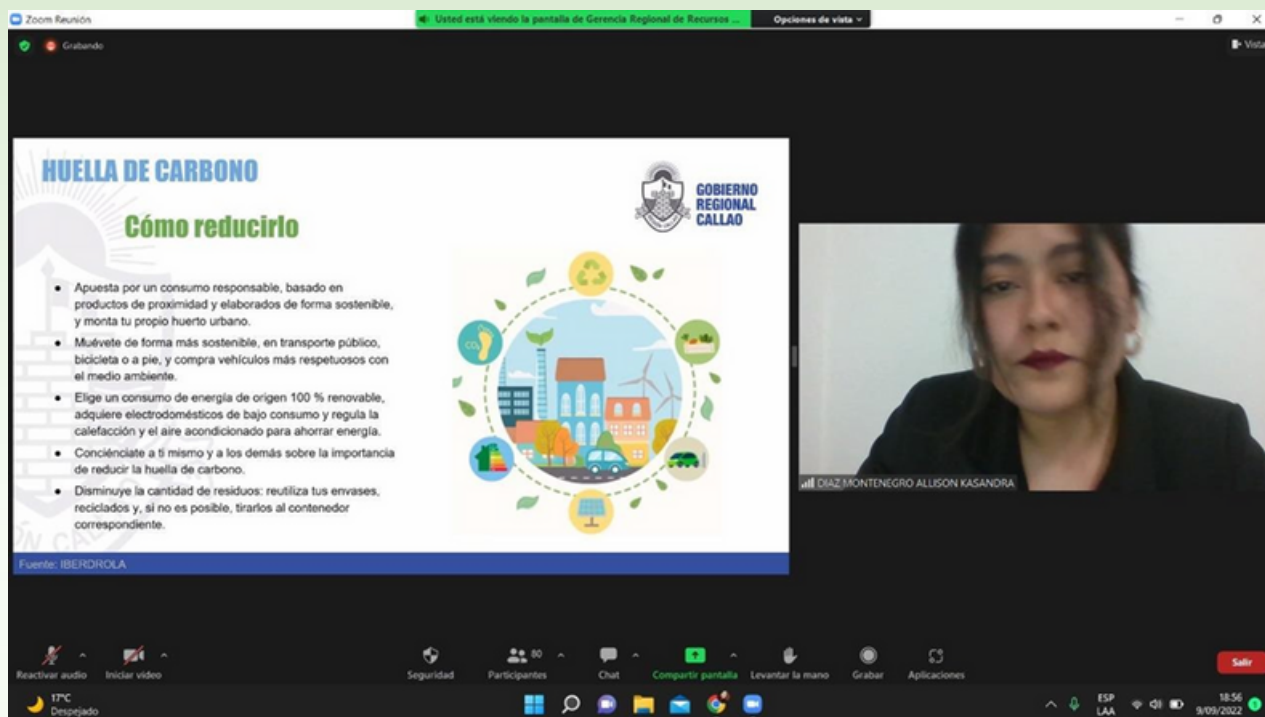 Zoom Reunión
Usted está viendo la pantalla de Gerencia Regional de Recursos ...
Opciones de vista
Grabando
Vista
HUELLA DE CARBONO
Cómo reducirlo
GOBIERNO
REGIONAL
CALLAO
Apuesta por un consumo responsable, basado en
productos de proximidad y elaborados de forma sostenible,
y monta tu propio huerto urbano.
Muévete de forma más sostenible, en transporte público,
bicicleta o a pie, y compra vehículos más respetuosos con
el medio ambiente.
Elige un consumo de energía de origen 100 % renovable,
adquiere electrodomésticos de bajo consumo y regula la
calefacción y el aire acondicionado para ahorrar energía.
Conciénciate a ti mismo y a los demás sobre la importancia
de reducir la huella de carbono.
Disminuye la cantidad de residuos: reutiliza tus envases,
reciclados y, si no es posible, tirarlos al contenedor
correspondiente.
CO₂
Fuente: IBERDROLA
DIAZ MONTENEGRO ALLISON KASANDRA
Reactivar audio
Iniciar video
Seguridad
Participantes
80
Chat
Compartir pantalla
Levantar la mano
Grabar
Aplicaciones
Salir
17°C
Despejado
ESP
LAA
18:56
9/09/2022
1